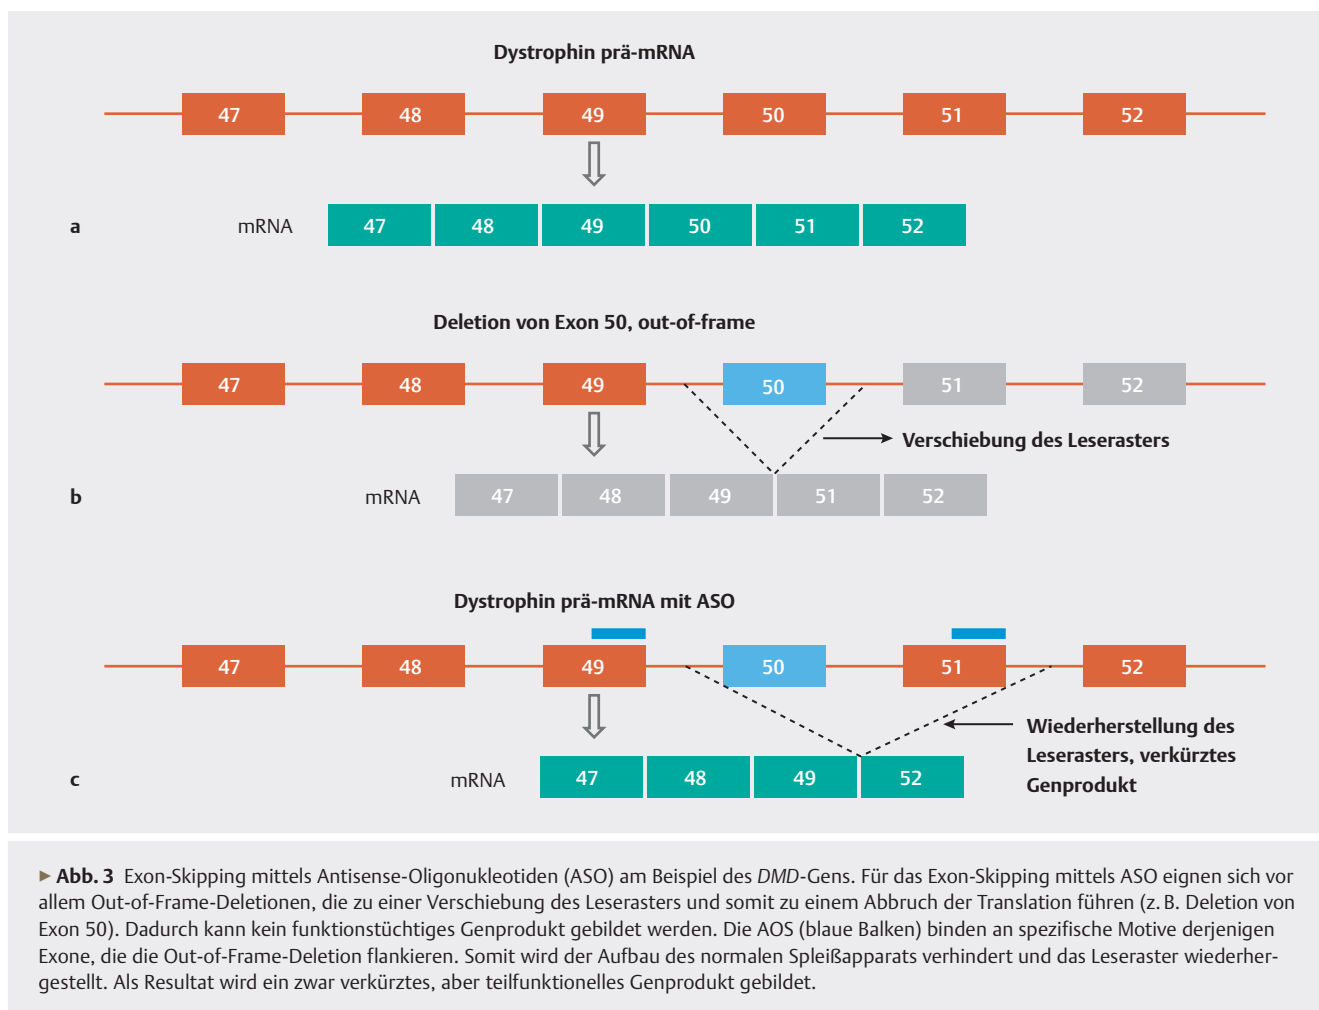 Dystrophin prä-mRNA
47 48 49 50 51 52
a mRNA 47 48 49 50 51 52
Deletion von Exon 50, out-of-frame
47 48 49 50 51 52
Verschiebung des Leserasters
b mRNA 47 48 49 51 52
Dystrophin prä-mRNA mit ASO
47 48 49 50 51 52
Wiederherstellung des
Leserasters, verkürztes
Genprodukt
c mRNA 47 48 49 52
▶ Abb. 3 Exon-Skipping mittels Antisense-Oligonukleotiden (ASO) am Beispiel des DMD-Gens. Für das Exon-Skipping mittels ASO eignen sich vor
allem Out-of-Frame-Deletionen, die zu einer Verschiebung des Leserasters und somit zu einem Abbruch der Translation führen (z. B. Deletion von
Exon 50). Dadurch kann kein funktionstüchtiges Genprodukt gebildet werden. Die AOS (blaue Balken) binden an spezifische Motive derjenigen
Exone, die die Out-of-Frame-Deletion flankieren. Somit wird der Aufbau des normalen Spleißapparats verhindert und das Leseraster wiederher-
gestellt. Als Resultat wird ein zwar verkürztes, aber teilfunktionelles Genprodukt gebildet.